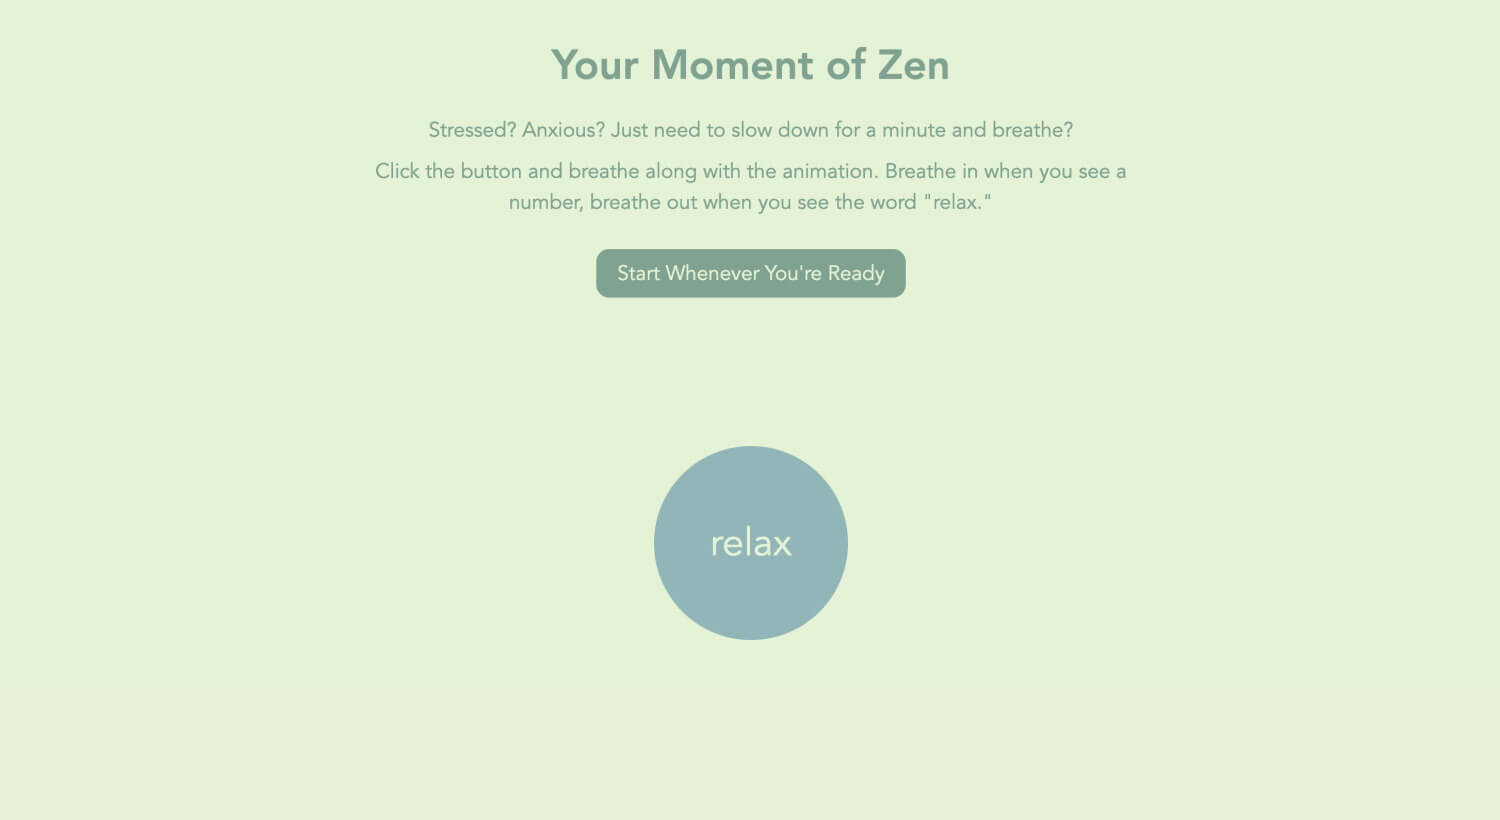 Your Moment of Zen
Stressed? Anxious? Just need to slow down for a minute and breathe?
Click the button and breathe along with the animation. Breathe in when you see a
number, breathe out when you see the word "relax."
Start Whenever You're Ready
relax